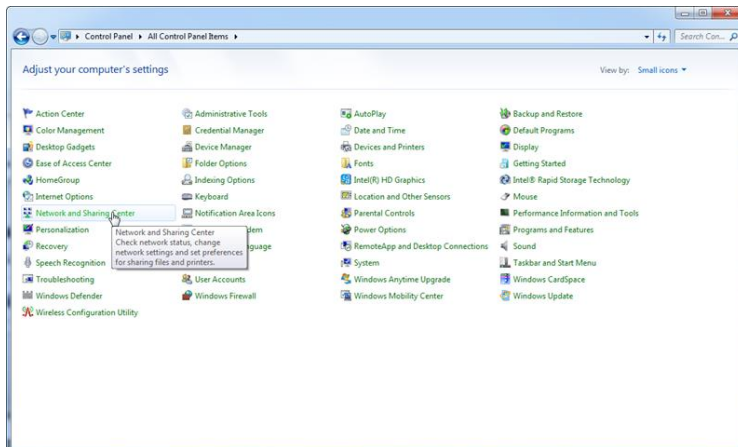 Control Panel
All Control Panel Items
Search Con...
Adjust your computer's settings
View by: Small icons
Action Center
Administrative Tools
AutoPlay
Backup and Restore
Color Management
Credential Manager
Date and Time
Default Programs
Desktop Gadgets
Device Manager
Devices and Printers
Display
Ease of Access Center
Folder Options
Fonts
Getting Started
HomeGroup
Indexing Options
Intel(R) HD Graphics
Intel® Rapid Storage Technology
Internet Options
Keyboard
Location and Other Sensors
Mouse
Network and Sharing Center
Notification Area Icons
Parental Controls
Performance Information and Tools
Personalization
Power Options
Programs and Features
Network and Sharing Center
Check network status, change
network settings and set preferences
for sharing files and printers.
Recovery
RemoteApp and Desktop Connections
Sound
Speech Recognition
System
Taskbar and Start Menu
Troubleshooting
User Accounts
Windows Anytime Upgrade
Windows CardSpace
Windows Defender
Windows Firewall
Windows Mobility Center
Windows Update
Wireless Configuration Utility